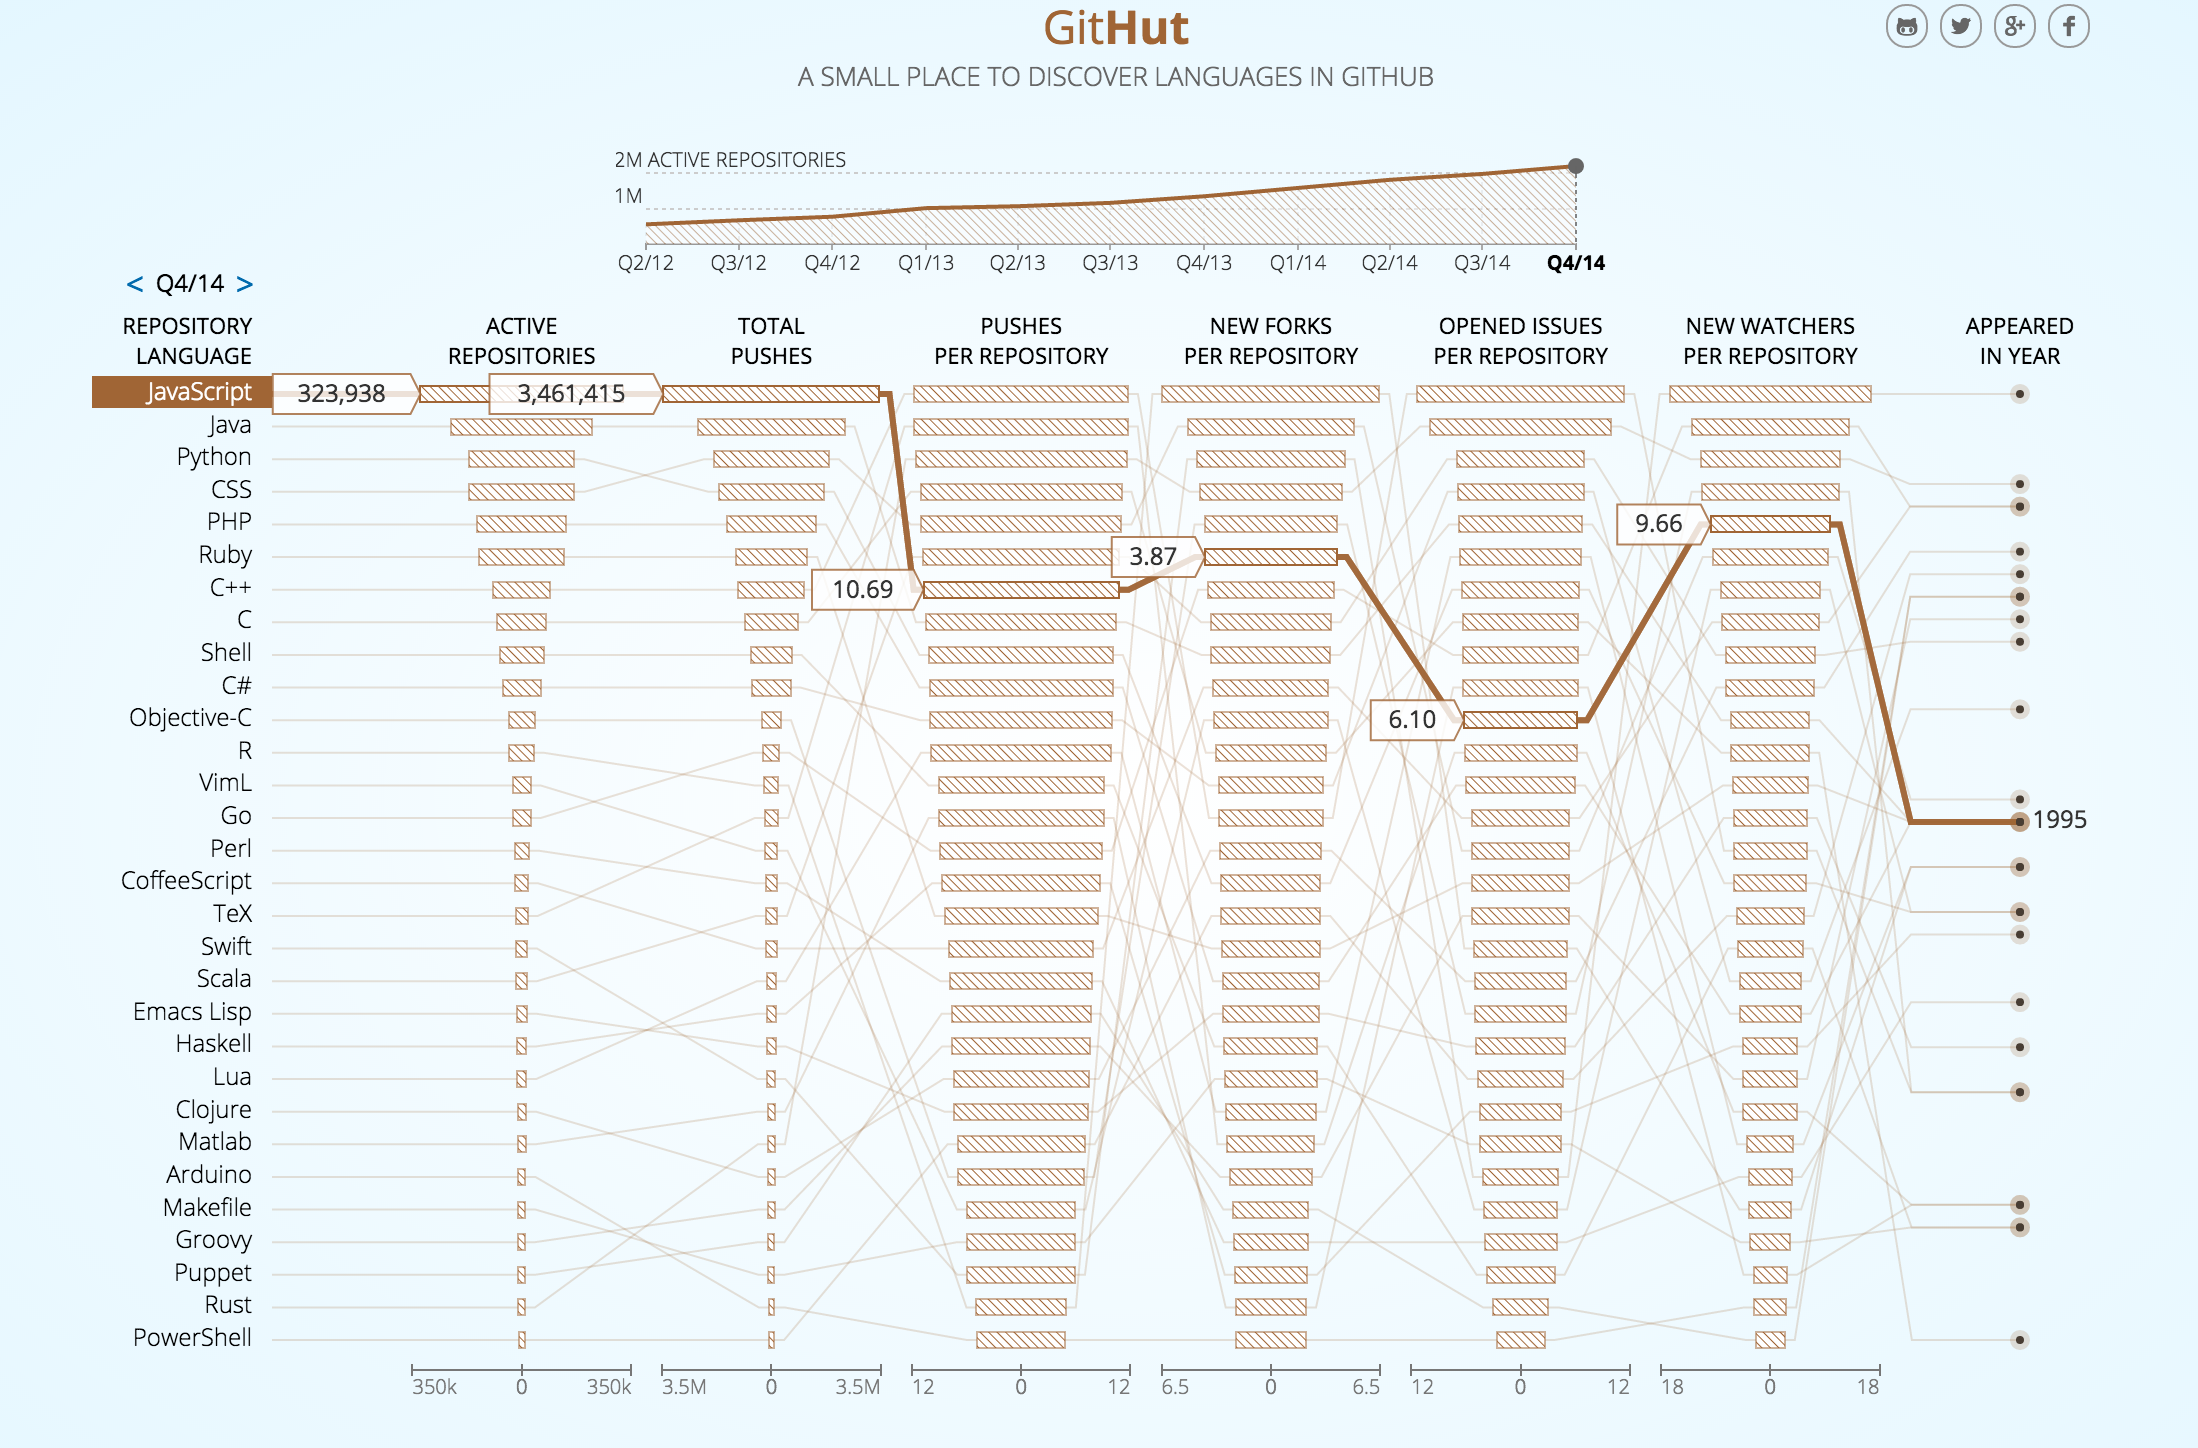 GitHut
A SMALL PLACE TO DISCOVER LANGUAGES IN GITHUB
2M ACTIVE REPOSITORIES
1M
Q2/12 Q3/12 Q4/12 Q1/13 Q2/13 Q3/13 Q4/13 Q1/14 Q2/14 Q3/14 Q4/14
< Q4/14 >
REPOSITORY LANGUAGE
ACTIVE REPOSITORIES
TOTAL PUSHES
PUSHES PER REPOSITORY
NEW FORKS PER REPOSITORY
OPENED ISSUES PER REPOSITORY
NEW WATCHERS PER REPOSITORY
APPEARED IN YEAR
JavaScript 323,938 3,461,415
Java
Python
CSS
PHP 9.66
Ruby 3.87
C++ 10.69
C
Shell
C#
Objective-C 6.10
R
VimL
Go 1995
Perl
CoffeeScript
TeX
Swift
Scala
Emacs Lisp
Haskell
Lua
Clojure
Matlab
Arduino
Makefile
Groovy
Puppet
Rust
PowerShell
350k 0 350k 3.5M 0 3.5M 12 0 12 6.5 0 6.5 12 0 12 18 0 18